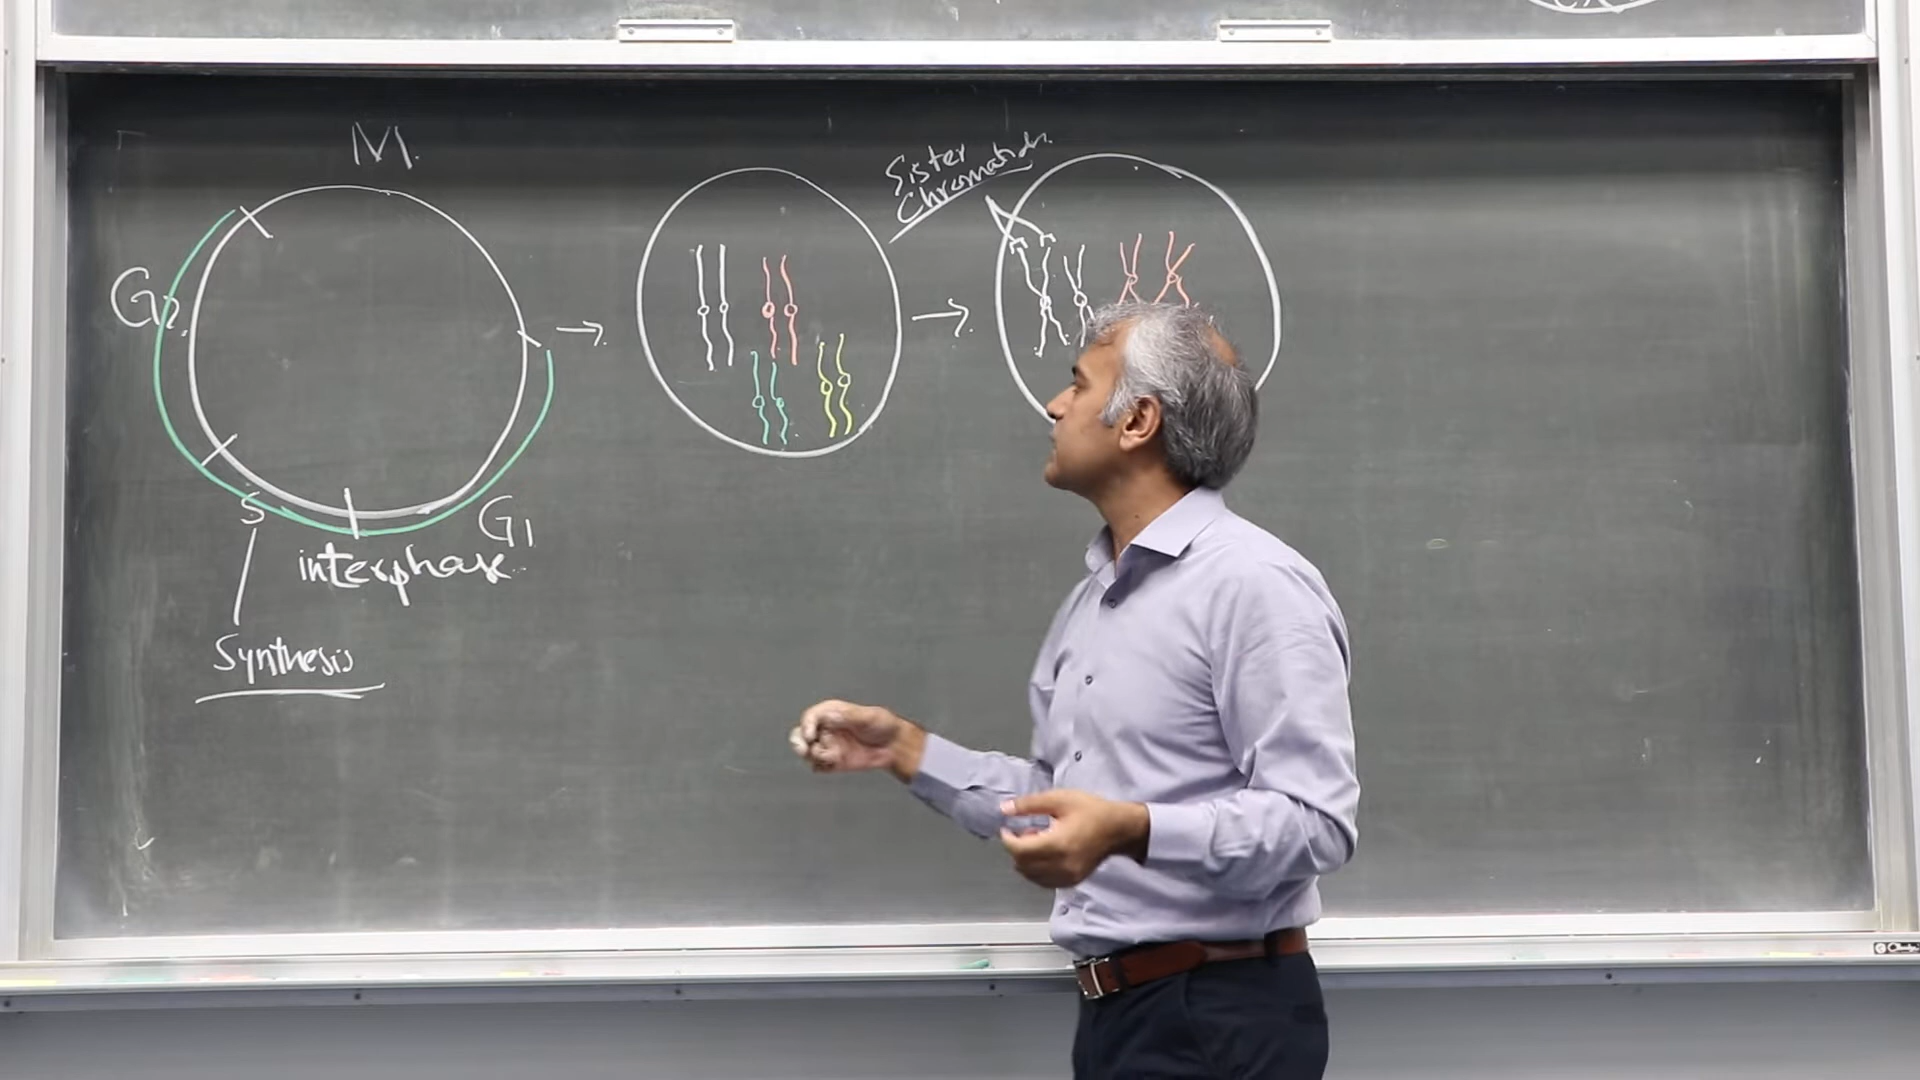 M.
Sister
Chromatids.
G2.
S
G1
interphase.
Synthesis